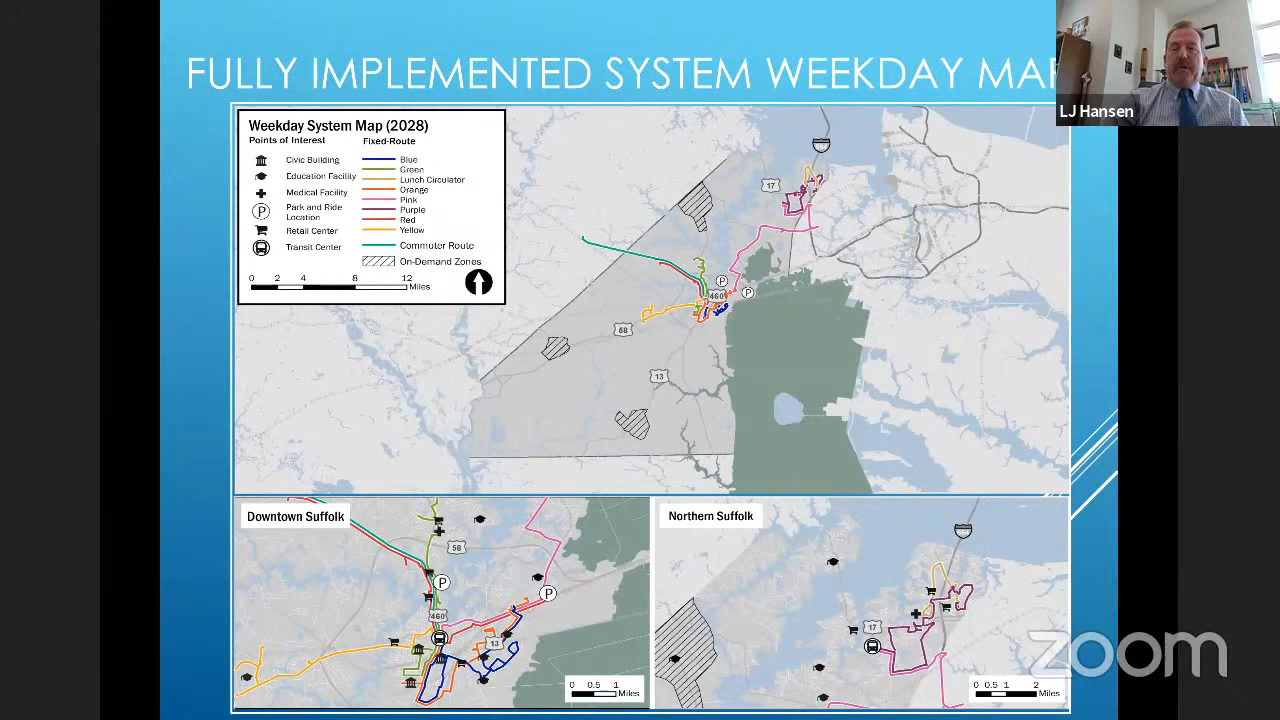 FULLY IMPLEMENTED SYSTEM WEEKDAY MAP
LJ Hansen
Weekday System Map (2028)
Points of Interest
Fixed-Route
Civic Building
Education Facility
Medical Facility
P
Park and Ride
Location
Retail Center
Transit Center
Blue
Green
Lunch Circulator
Orange
Pink
Purple
Red
Yellow
Commuter Route
On-Demand Zones
0 2 4 8 12
Miles
664
17
P
460
P
58
13
Downtown Suffolk
58
P
P
460
13
0 0.5 1
Miles
Northern Suffolk
17
0 0.5 1 2
Miles
zoom